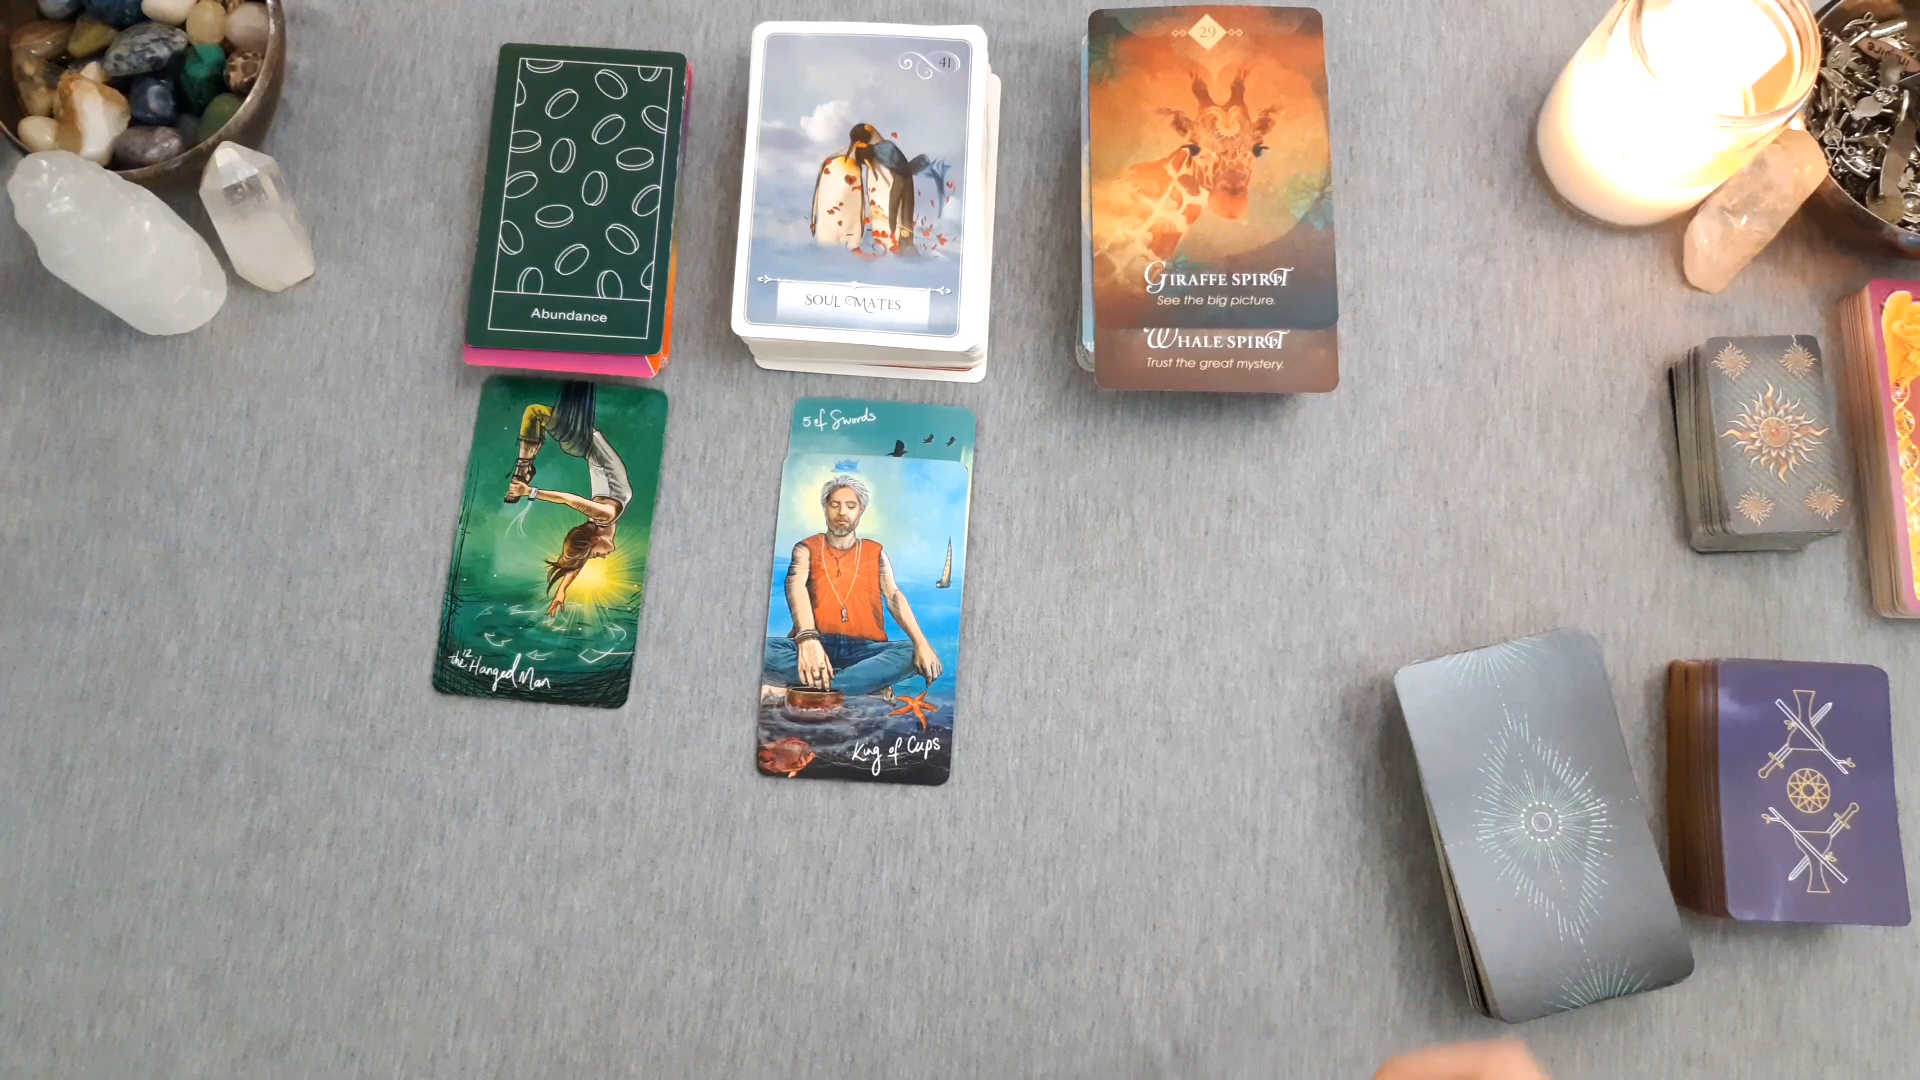 Abundance
41
SOUL MATES
29
GIRAFFE SPIRIT
See the big picture.
WHALE SPIRIT
Trust the great mystery.
the 12 Hanged Man
5 of Swords
King of Cups